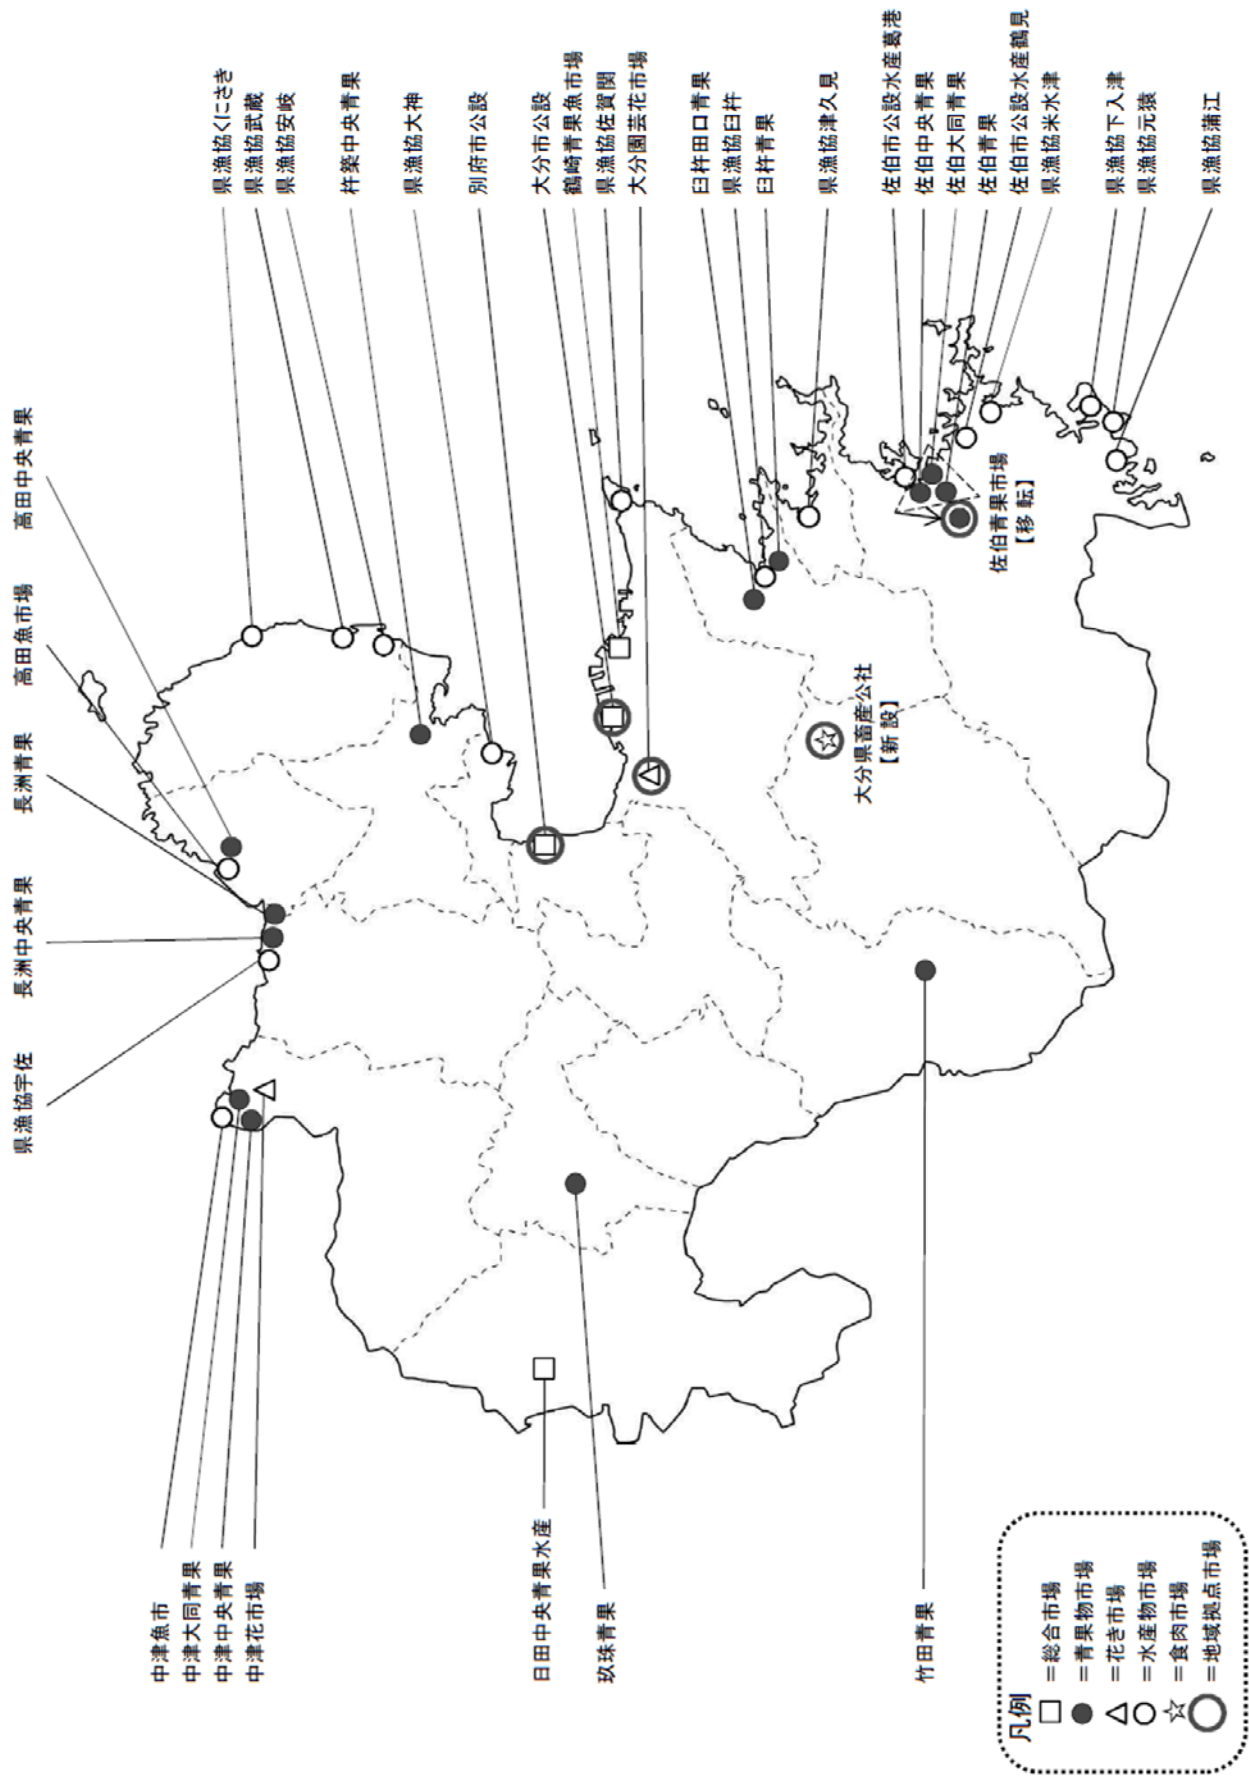 県漁協宇佐
長洲中央青果
長洲青果
高田魚市場
高田中央青果
県漁協くにさき
県漁協武蔵
県漁協安岐
杵築中央青果
県漁協大神
別府市公設
大分市公設
鶴崎青果魚市場
県漁協佐賀関
大分園芸花市場
臼杵田口青果
県漁協臼杵
臼杵青果
県漁協津久見
佐伯市公設水産葛港
佐伯中央青果
佐伯大同青果
佐伯青果
佐伯市公設水産鶴見
県漁協米水津
県漁協下入津
県漁協元猿
県漁協蒲江
佐伯青果市場
【移転】
大分県畜産公社
【新設】
中津魚市
中津大同青果
中津中央青果
中津花市場
日田中央青果水産
玖珠青果
竹田青果
凡例
□＝総合市場
●＝青果物市場
△＝花き市場
○＝水産物市場
☆＝食肉市場
◯＝地域拠点市場